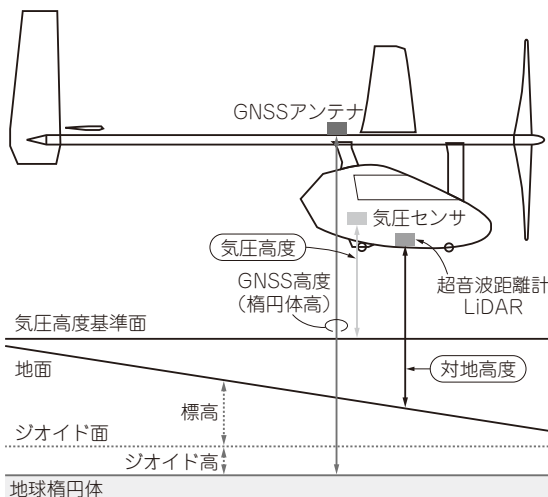 GNSSアンテナ
気圧センサ
気圧高度
超音波距離計
LiDAR
GNSS高度
(楕円体高)
気圧高度基準面
地面
対地高度
標高
ジオイド面
ジオイド高
地球楕円体